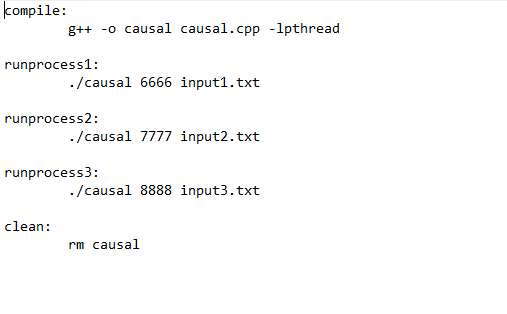 compile:
g++ -o causal causal.cpp -lpthread
runprocess1:
./causal 6666 input1.txt
runprocess2:
./causal 7777 input2.txt
runprocess3:
./causal 8888 input3.txt
clean:
rm causal